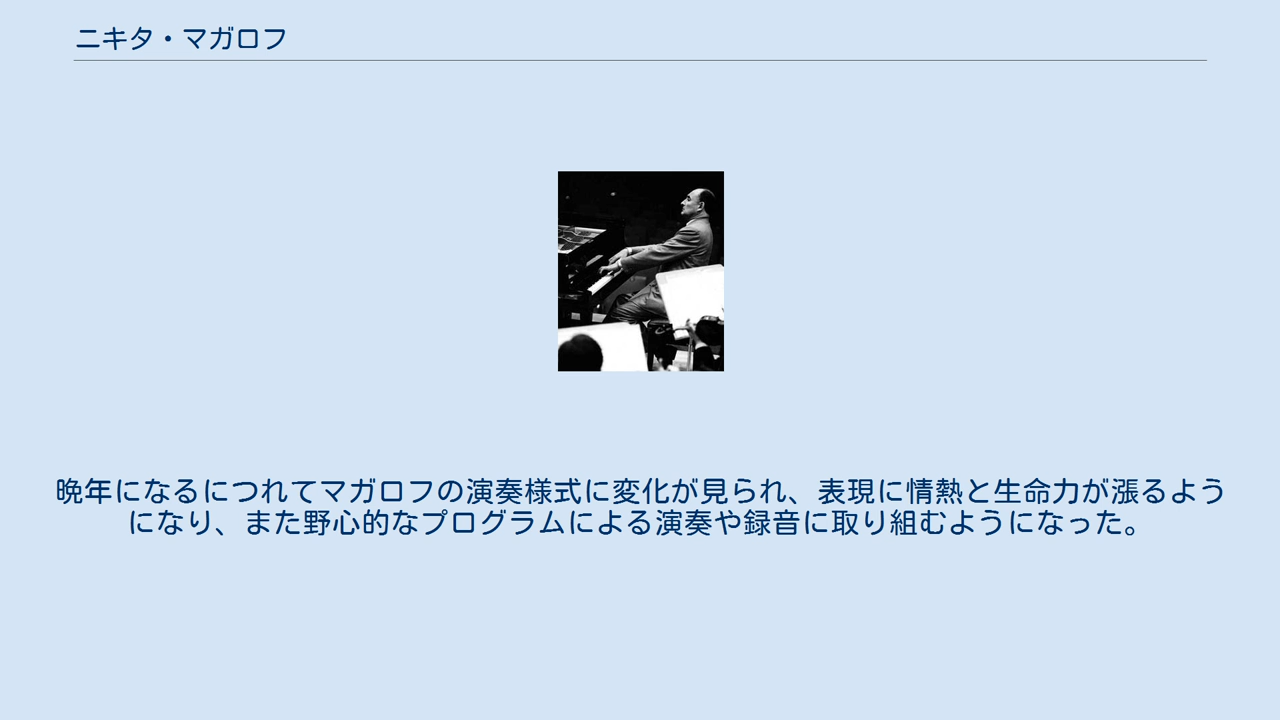 ニキタ・マガロフ
晩年になるにつれてマガロフの演奏様式に変化が見られ、表現に情熱と生命力が漲るよう
になり、また野心的なプログラムによる演奏や録音に取り組むようになった。